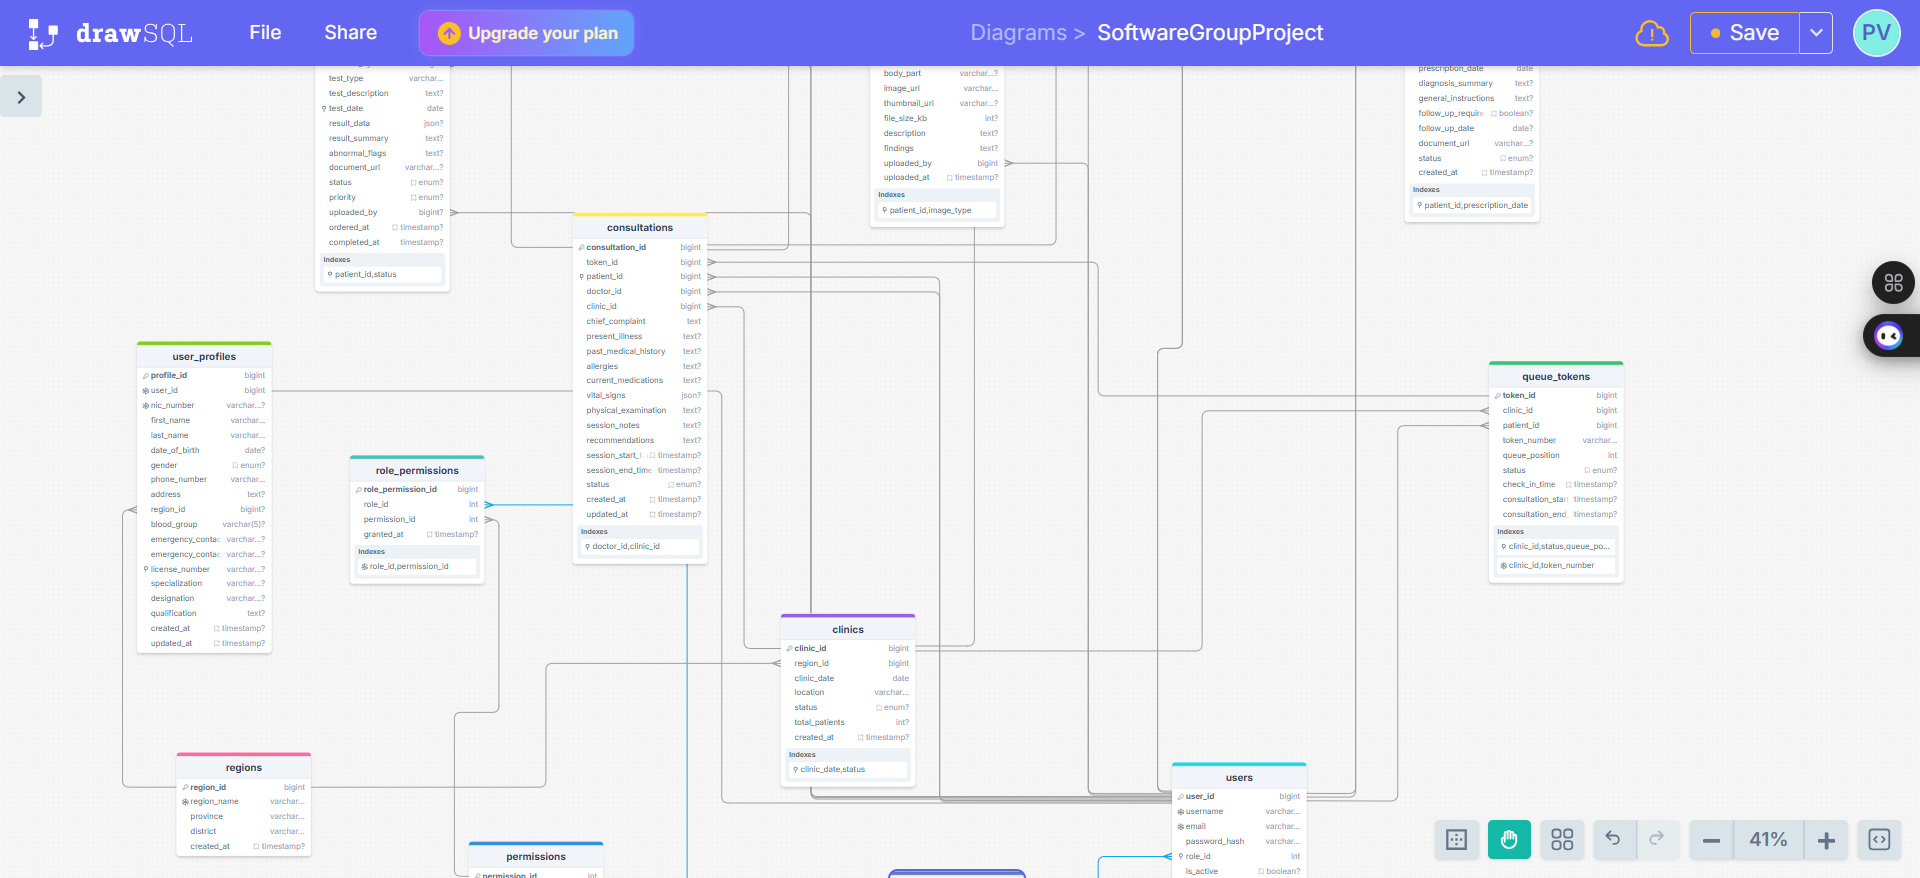 drawSQL
File
Share
Upgrade your plan
Diagrams > SoftwareGroupProject
Save
PV
test_type varchar...
test_description text?
test_date date
result_data json?
result_summary text?
abnormal_flags text?
document_url varchar...?
status enum?
priority enum?
uploaded_by bigint?
ordered_at timestamp?
completed_at timestamp?
Indexes
patient_id,status
body_part varchar...?
image_url varchar...
thumbnail_url varchar...?
file_size_kb int?
description text?
findings text?
uploaded_by bigint
uploaded_at timestamp?
Indexes
patient_id,image_type
prescription_date date
diagnosis_summary text?
general_instructions text?
follow_up_require boolean?
follow_up_date date?
document_url varchar...?
status enum?
created_at timestamp?
Indexes
patient_id,prescription_date
consultations
consultation_id bigint
token_id bigint
patient_id bigint
doctor_id bigint
clinic_id bigint
chief_complaint text
present_illness text?
past_medical_history text?
allergies text?
current_medications text?
vital_signs json?
physical_examination text?
session_notes text?
recommendations text?
session_start_ timestamp?
session_end_time timestamp?
status enum?
created_at timestamp?
updated_at timestamp?
Indexes
doctor_id,clinic_id
user_profiles
profile_id bigint
user_id bigint
nic_number varchar...?
first_name varchar...
last_name varchar...
date_of_birth date?
gender enum?
phone_number varchar...
address text?
region_id bigint?
blood_group varchar(5)?
emergency_contac varchar...?
emergency_contac varchar...?
license_number varchar...?
specialization varchar...?
designation varchar...?
qualification text?
created_at timestamp?
updated_at timestamp?
role_permissions
role_permission_id bigint
role_id int
permission_id int
granted_at timestamp?
Indexes
role_id,permission_id
queue_tokens
token_id bigint
clinic_id bigint
patient_id bigint
token_number varchar...
queue_position int
status enum?
check_in_time timestamp?
consultation_star timestamp?
consultation_end_ timestamp?
Indexes
clinic_id,status,queue_po...
clinic_id,token_number
clinics
clinic_id bigint
region_id bigint
clinic_date date
location varchar...
status enum?
total_patients int?
created_at timestamp?
Indexes
clinic_date,status
regions
region_id bigint
region_name varchar...
province varchar...
district varchar...
created_at timestamp?
users
user_id bigint
username varchar...
email varchar...
password_hash varchar...
role_id int
is_active boolean?
permissions
permission_id int
41%